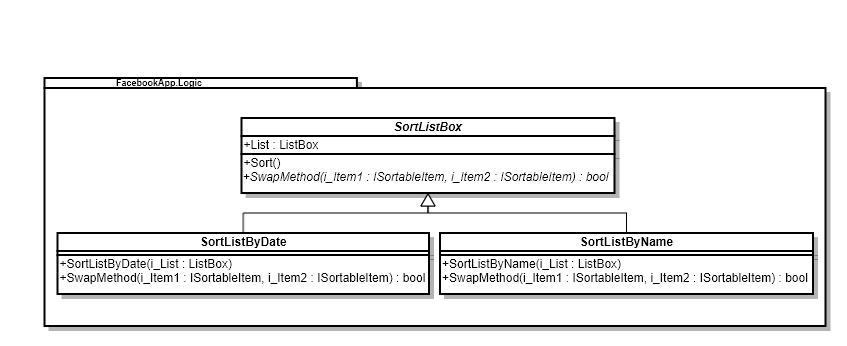 FacebookApp.Logic
SortListBox
+List : ListBox
+Sort()
+SwapMethod(i_Item1 : ISortableItem, i_Item2 : ISortableItem) : bool
SortListByDate
+SortListByDate(i_List : ListBox)
+SwapMethod(i_Item1 : ISortableItem, i_Item2 : ISortableItem) : bool
SortListByName
+SortListByName(i_List : ListBox)
+SwapMethod(i_Item1 : ISortableItem, i_Item2 : ISortableItem) : bool